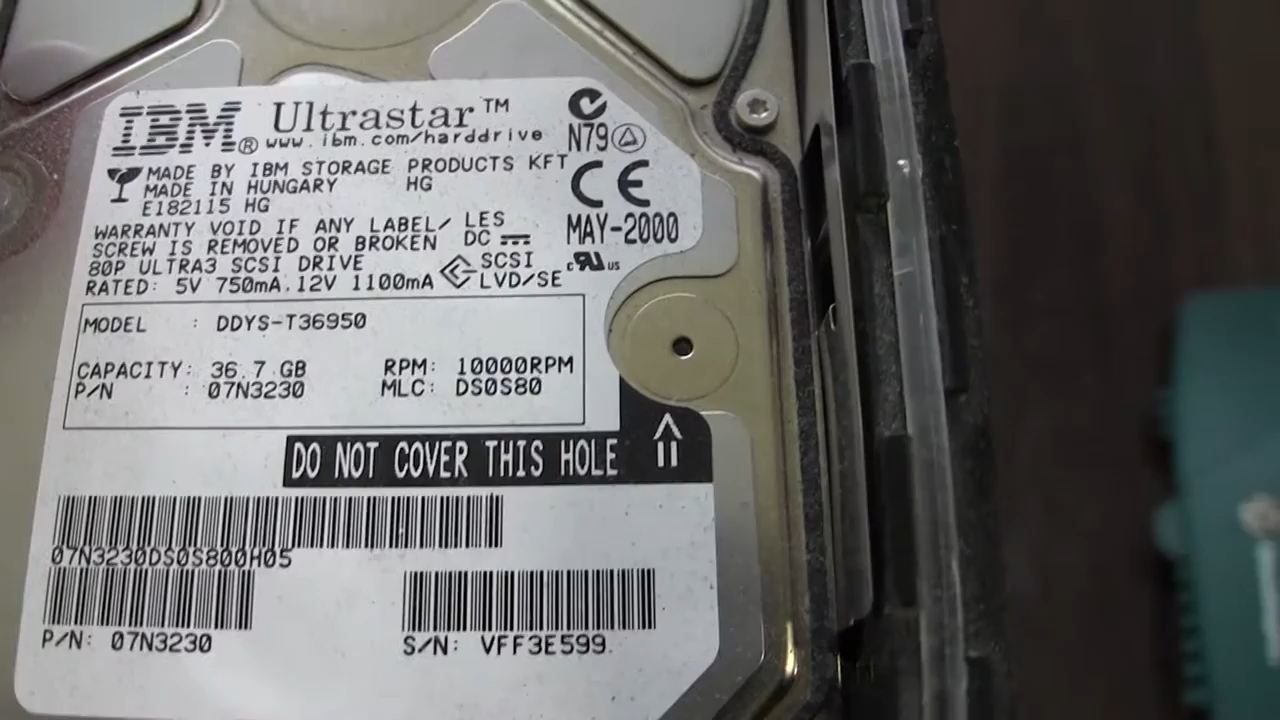 IBM® Ultrastar™
www.ibm.com/harddrive
N79
MADE BY IBM STORAGE PRODUCTS KFT
MADE IN HUNGARY HG
E182115 HG
CE
WARRANTY VOID IF ANY LABEL/ LES
SCREW IS REMOVED OR BROKEN DC
MAY-2000
80P ULTRA3 SCSI DRIVE SCSI
RATED: 5V 750mA.12V 1100mA LVD/SE
c RU us
MODEL : DDYS-T36950
CAPACITY: 36.7 GB RPM: 10000RPM
P/N : 07N3230 MLC: DS0S80
DO NOT COVER THIS HOLE
07N3230DS0S800H05
P/N: 07N3230 S/N: VFF3E599